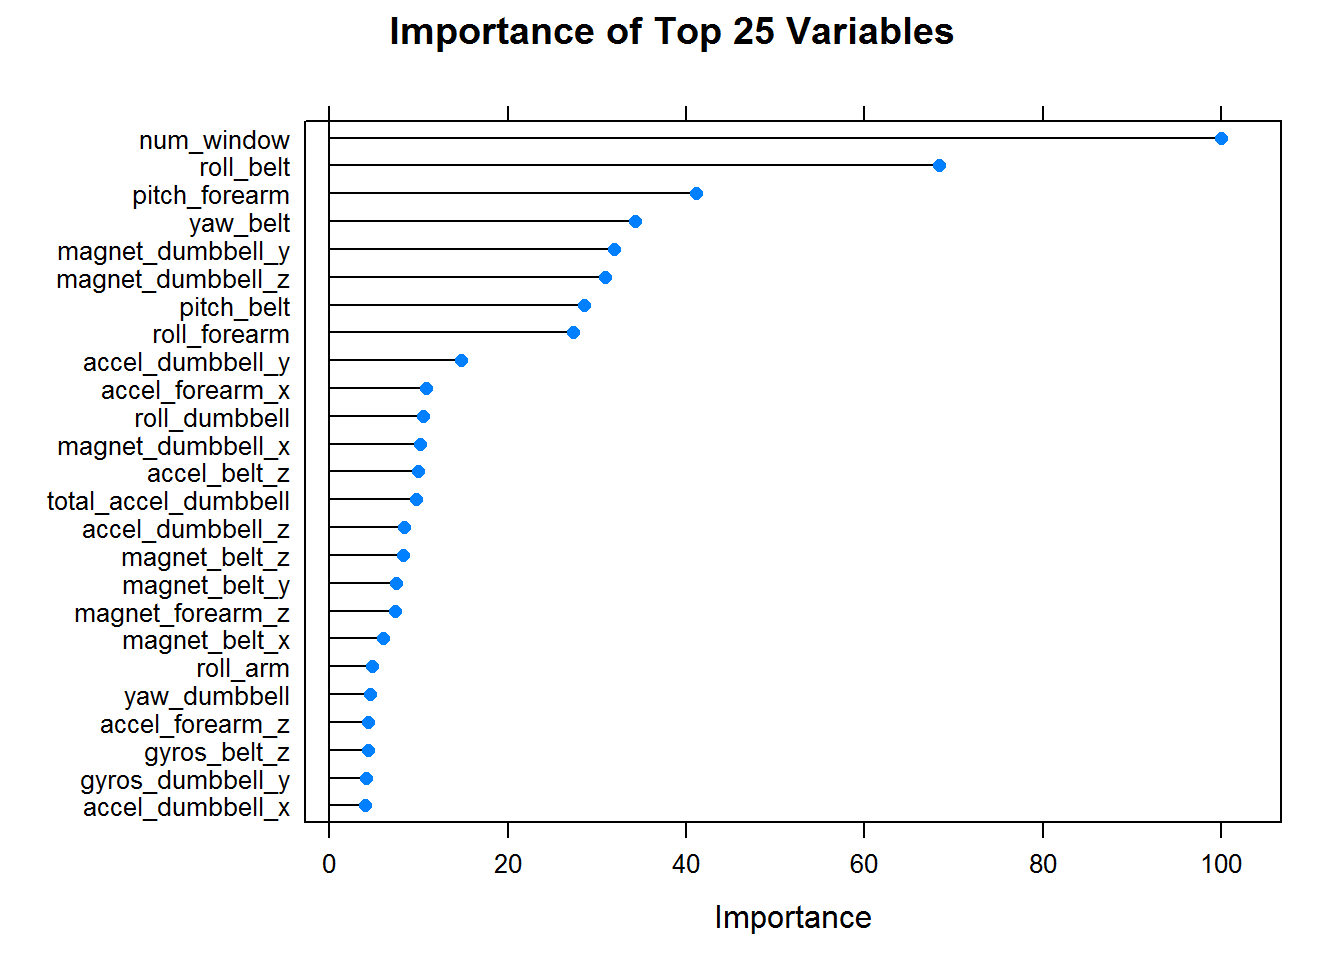 Importance of Top 25 Variables
num_window
roll_belt
pitch_forearm
yaw_belt
magnet_dumbbell_y
magnet_dumbbell_z
pitch_belt
roll_forearm
accel_dumbbell_y
accel_forearm_x
roll_dumbbell
magnet_dumbbell_x
accel_belt_z
total_accel_dumbbell
accel_dumbbell_z
magnet_belt_z
magnet_belt_y
magnet_forearm_z
magnet_belt_x
roll_arm
yaw_dumbbell
accel_forearm_z
gyros_belt_z
gyros_dumbbell_y
accel_dumbbell_x
0 20 40 60 80 100
Importance